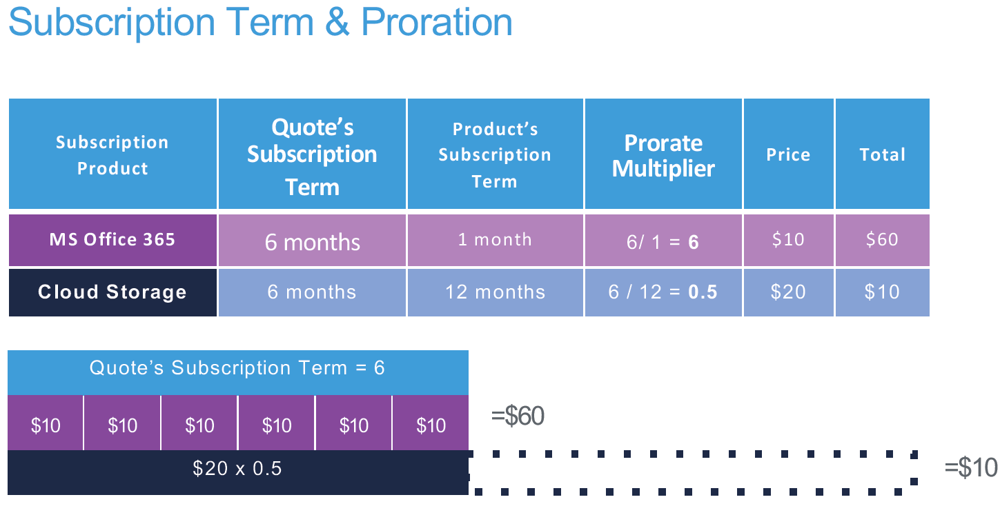 Subscription Term & Proration
Subscription
Product
Quote’s
Subscription
Term
Product’s
Subscription
Term
Prorate
Multiplier
Price
Total
MS Office 365
6 months
1 month
6/ 1 = 6
$10
$60
Cloud Storage
6 months
12 months
6 / 12 = 0.5
$20
$10
Quote’s Subscription Term = 6
$10 $10 $10 $10 $10 $10
=$60
$20 x 0.5
=$10